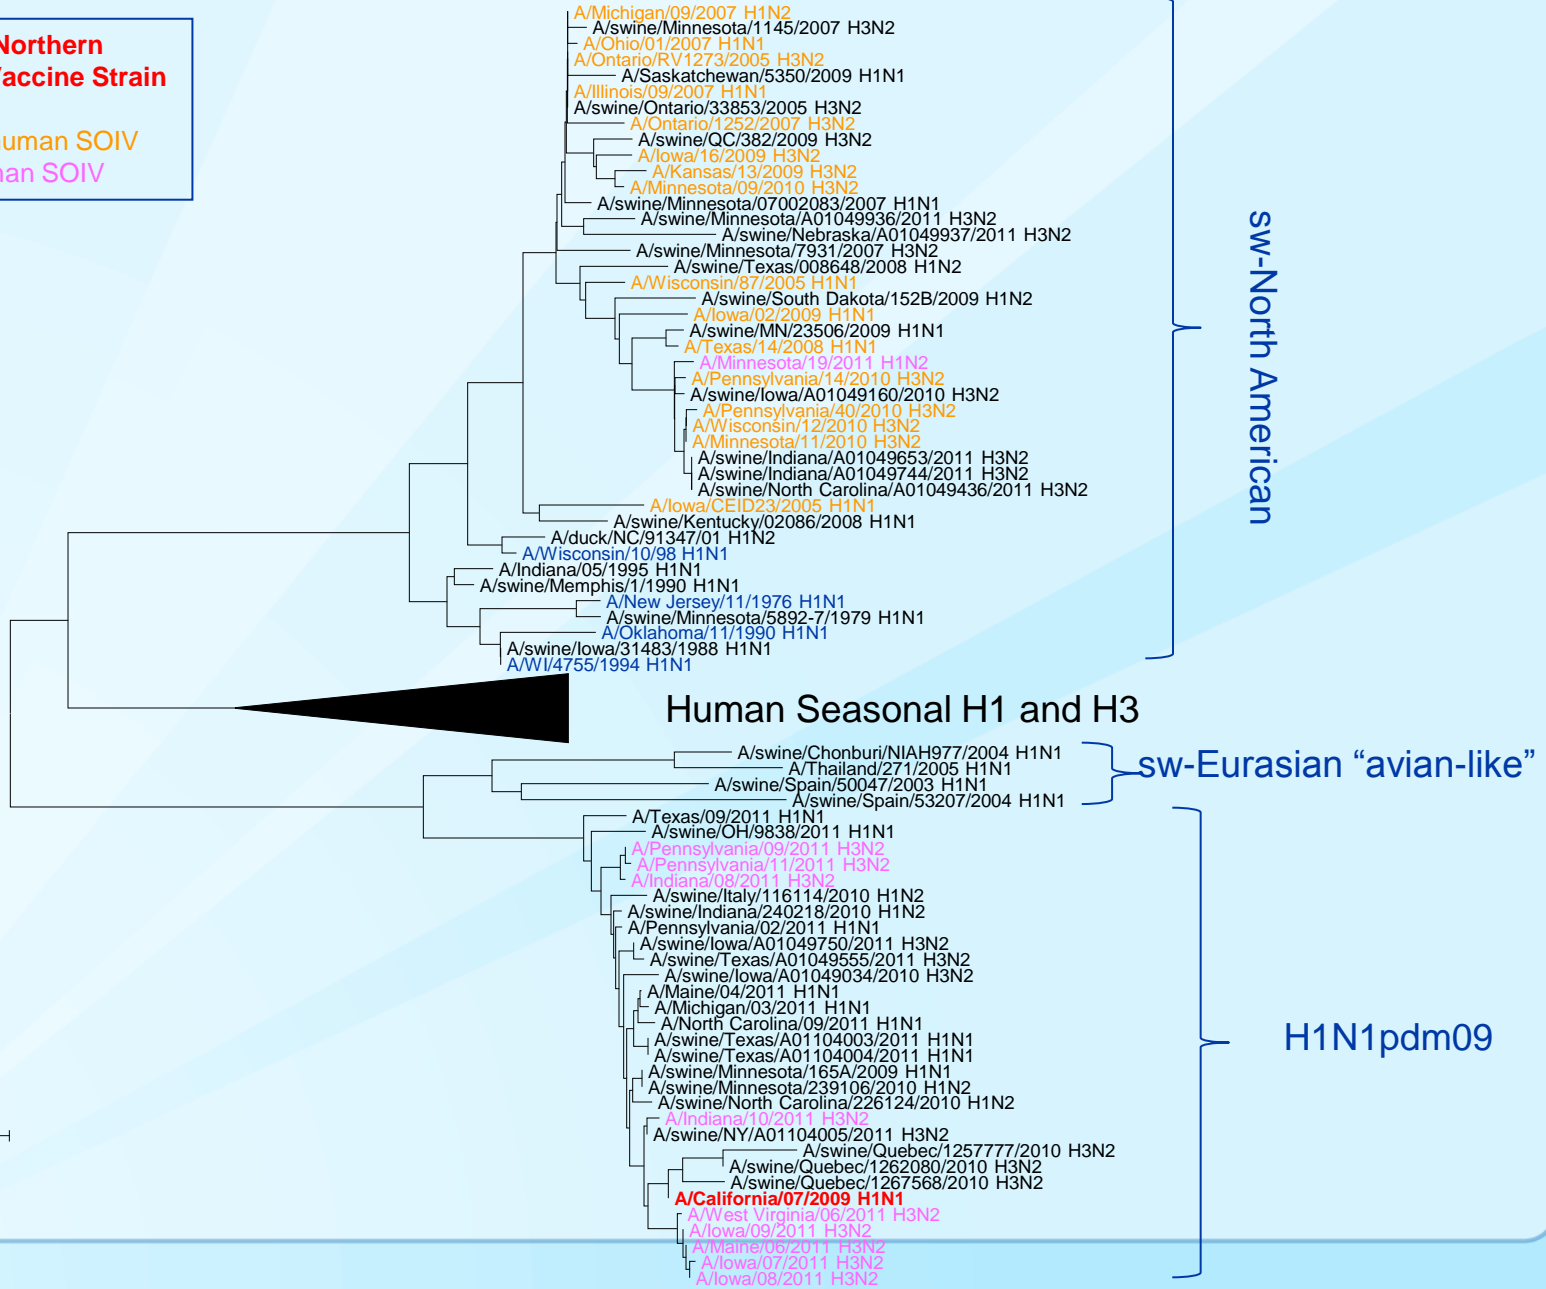 Northern
Vaccine Strain
human SOIV
man SOIV
A/Michigan/09/2007 H1N2
A/swine/Minnesota/1145/2007 H3N2
A/Ohio/01/2007 H1N1
A/Ontario/RV1273/2005 H3N2
A/Saskatchewan/5350/2009 H1N1
A/Illinois/09/2007 H1N1
A/swine/Ontario/33853/2005 H3N2
A/Ontario/1252/2007 H3N2
A/swine/QC/382/2009 H3N2
A/Iowa/16/2009 H3N2
A/Kansas/13/2009 H3N2
A/Minnesota/09/2010 H3N2
A/swine/Minnesota/07002083/2007 H1N1
A/swine/Minnesota/A01049936/2011 H3N2
A/swine/Nebraska/A01049937/2011 H3N2
A/swine/Minnesota/7931/2007 H3N2
A/swine/Texas/008648/2008 H1N2
A/Wisconsin/87/2005 H1N1
A/swine/South Dakota/152B/2009 H1N2
A/Iowa/02/2009 H1N1
A/swine/MN/23506/2009 H1N1
A/Texas/14/2008 H1N1
A/Minnesota/19/2011 H1N2
A/Pennsylvania/14/2010 H3N2
A/swine/Iowa/A01049160/2010 H3N2
A/Pennsylvania/40/2010 H3N2
A/Wisconsin/12/2010 H3N2
A/Minnesota/11/2010 H3N2
A/swine/Indiana/A01049653/2011 H3N2
A/swine/Indiana/A01049744/2011 H3N2
A/swine/North Carolina/A01049436/2011 H3N2
A/Iowa/CEID23/2005 H1N1
A/swine/Kentucky/02086/2008 H1N1
A/duck/NC/91347/01 H1N2
A/Wisconsin/10/98 H1N1
A/Indiana/05/1995 H1N1
A/swine/Memphis/1/1990 H1N1
A/New Jersey/11/1976 H1N1
A/swine/Minnesota/5892-7/1979 H1N1
A/Oklahoma/11/1990 H1N1
A/swine/Iowa/31483/1988 H1N1
A/WI/4755/1994 H1N1
sw-North American
Human Seasonal H1 and H3
A/swine/Chonburi/NIAH977/2004 H1N1
A/Thailand/271/2005 H1N1
A/swine/Spain/50047/2003 H1N1
A/swine/Spain/53207/2004 H1N1
sw-Eurasian “avian-like”
A/Texas/09/2011 H1N1
A/swine/OH/9838/2011 H1N1
A/Pennsylvania/09/2011 H3N2
A/Pennsylvania/11/2011 H3N2
A/Indiana/08/2011 H3N2
A/swine/Italy/116114/2010 H1N2
A/swine/Indiana/240218/2010 H1N2
A/Pennsylvania/02/2011 H1N1
A/swine/Iowa/A01049750/2011 H3N2
A/swine/Texas/A01049555/2011 H3N2
A/swine/Iowa/A01049034/2010 H3N2
A/Maine/04/2011 H1N1
A/Michigan/03/2011 H1N1
A/North Carolina/09/2011 H1N1
A/swine/Texas/A01104003/2011 H1N1
A/swine/Texas/A01104004/2011 H1N1
A/swine/Minnesota/165A/2009 H1N1
A/swine/Minnesota/239106/2010 H1N2
A/swine/North Carolina/226124/2010 H1N2
A/Indiana/10/2011 H3N2
A/swine/NY/A01104005/2011 H3N2
A/swine/Quebec/1257777/2010 H3N2
A/swine/Quebec/1262080/2010 H3N2
A/swine/Quebec/1267568/2010 H3N2
A/California/07/2009 H1N1
A/West Virginia/06/2011 H3N2
A/Iowa/09/2011 H3N2
A/Maine/06/2011 H3N2
A/Iowa/07/2011 H3N2
A/Iowa/08/2011 H3N2
H1N1pdm09